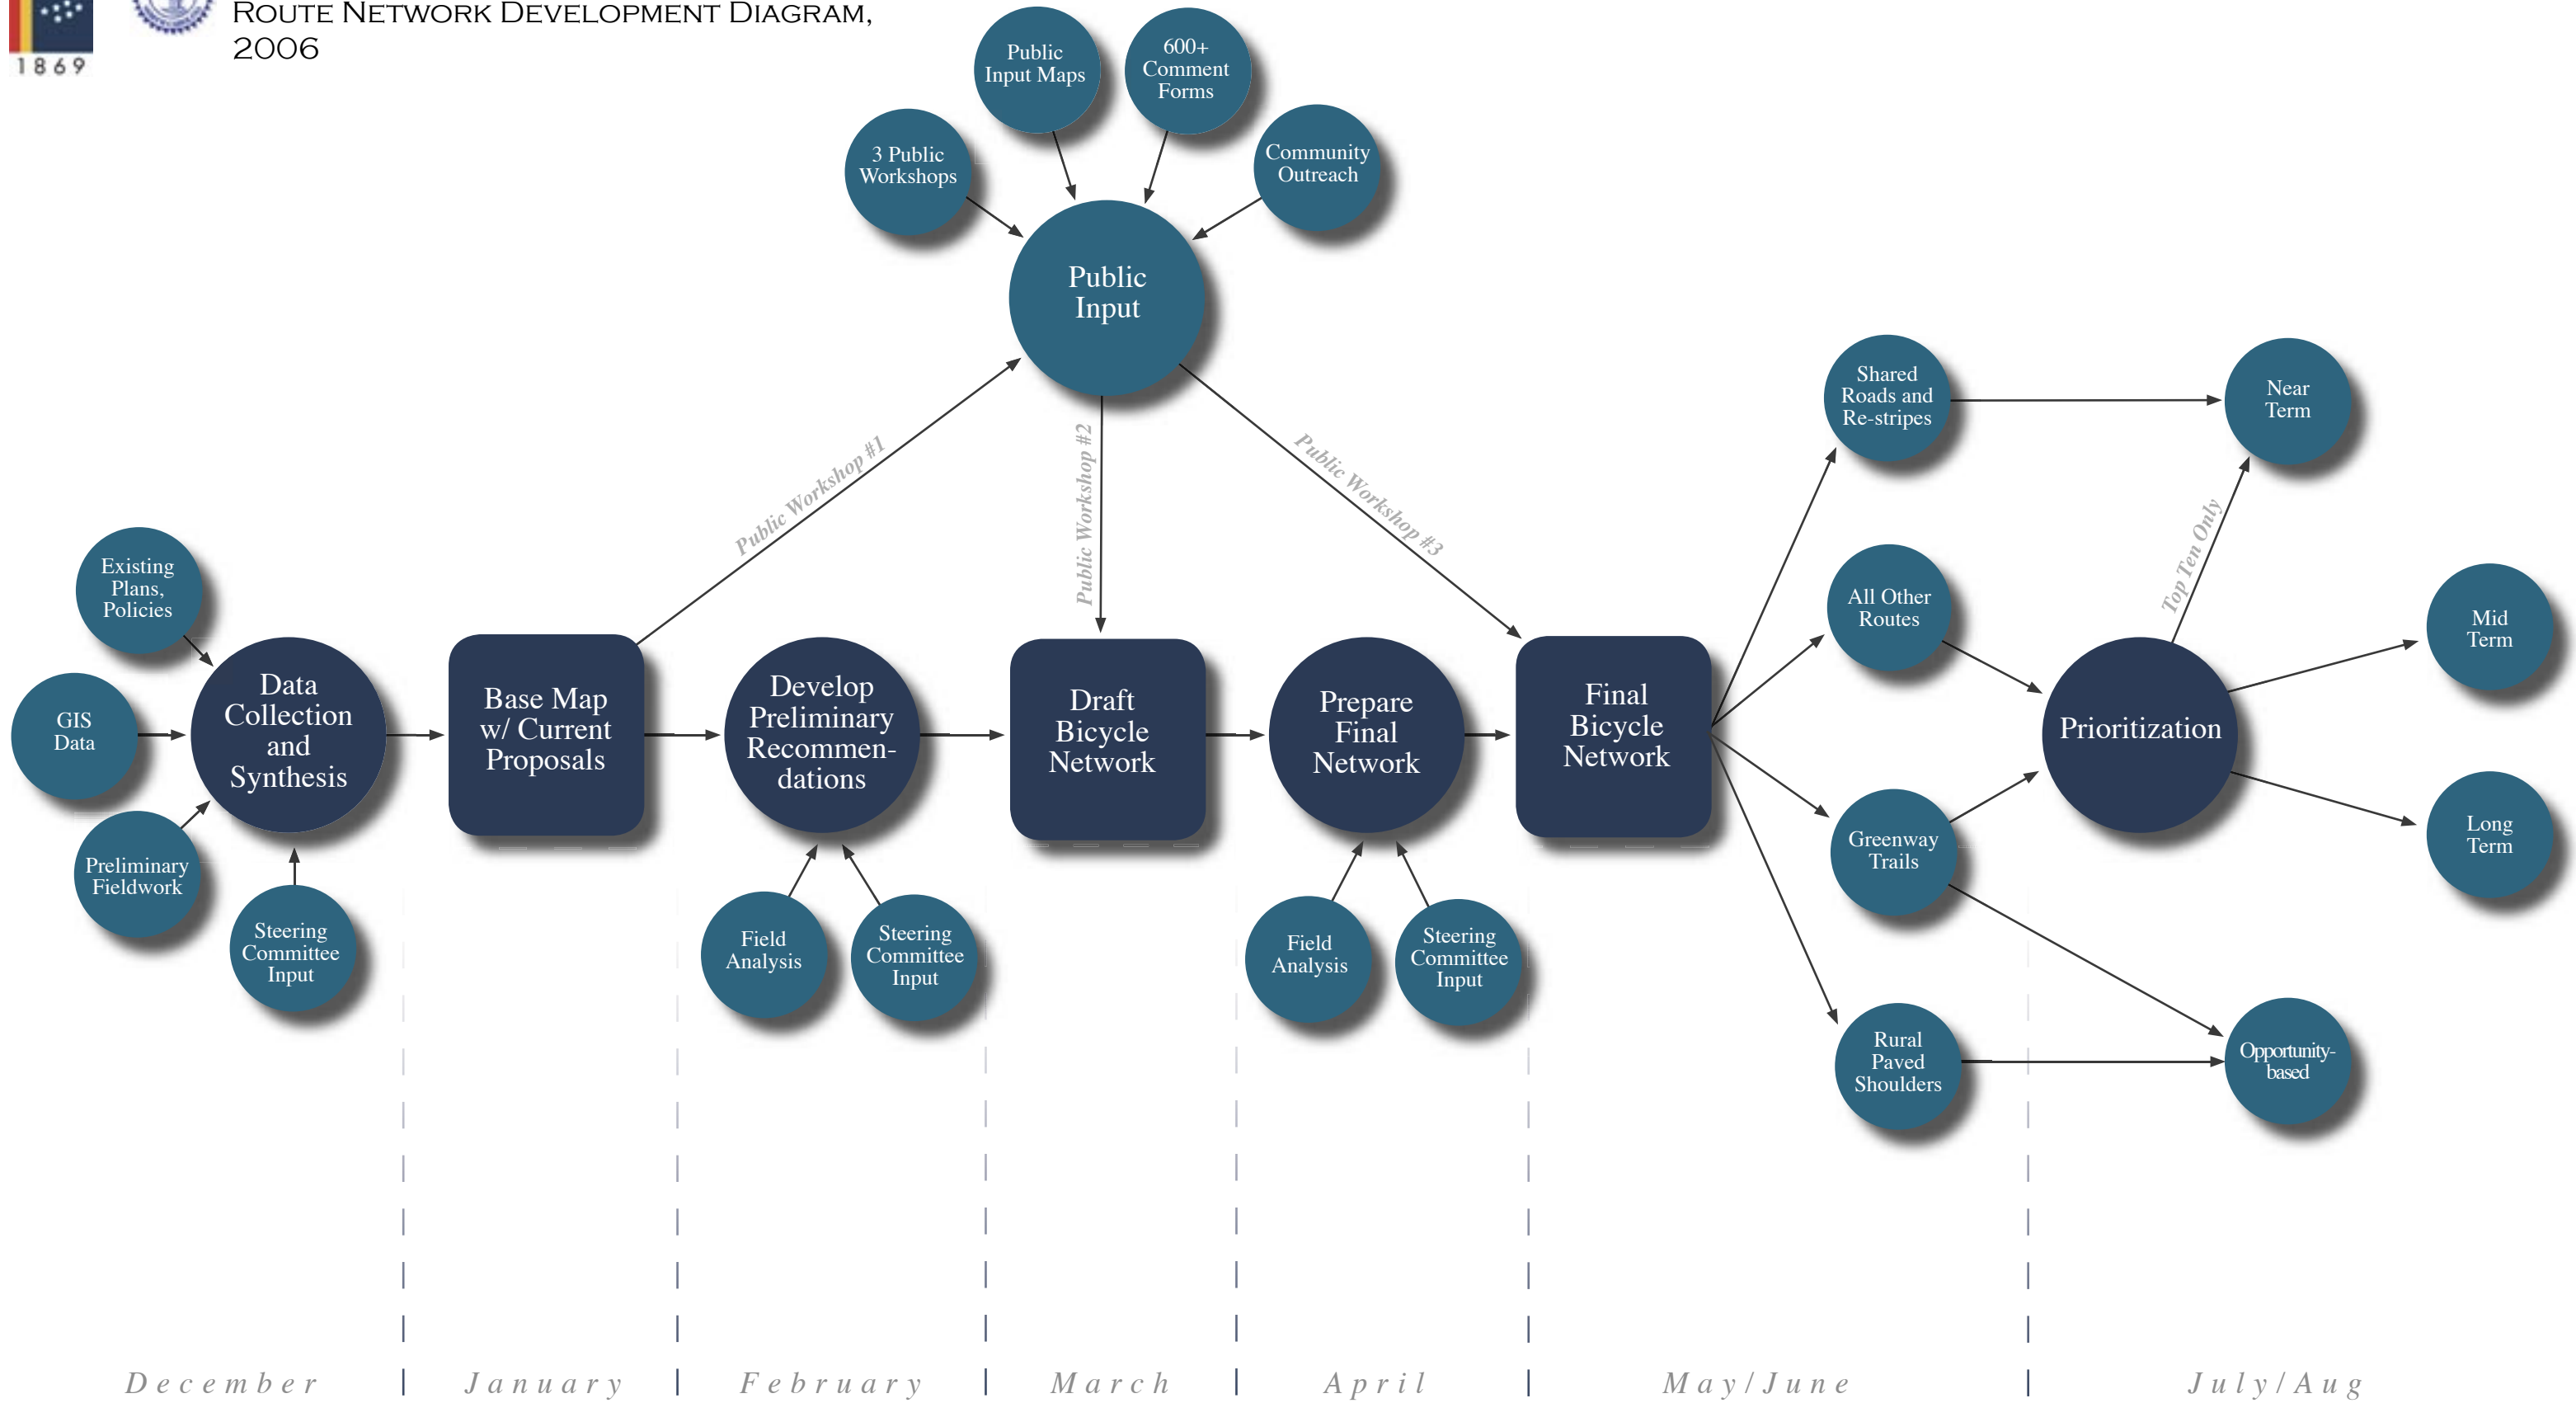 1869
ROUTE NETWORK DEVELOPMENT DIAGRAM,
2006
Public
Input Maps
600+
Comment
Forms
3 Public
Workshops
Community
Outreach
Public
Input
Public Workshop #1
Public Workshop #2
Public Workshop #3
Existing
Plans,
Policies
GIS
Data
Preliminary
Fieldwork
Steering
Committee
Input
Data
Collection
and
Synthesis
Base Map
w/ Current
Proposals
Develop
Preliminary
Recommen-
dations
Field
Analysis
Steering
Committee
Input
Draft
Bicycle
Network
Prepare
Final
Network
Field
Analysis
Steering
Committee
Input
Final
Bicycle
Network
Shared
Roads and
Re-stripes
All Other
Routes
Greenway
Trails
Rural
Paved
Shoulders
Prioritization
Top Ten Only
Near
Term
Mid
Term
Long
Term
Opportunity-
based
December
January
February
March
April
May/June
July/Aug